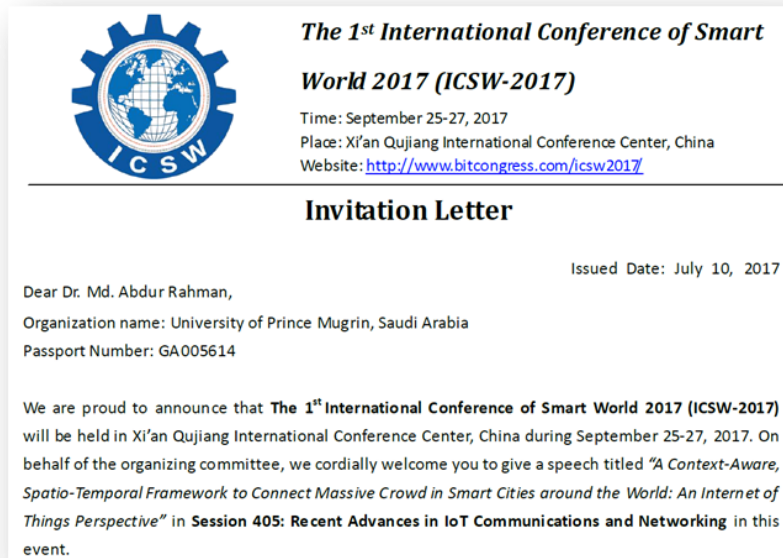 The 1st International Conference of Smart
World 2017 (ICSW-2017)
Time: September 25-27, 2017
Place: Xi’an Qujiang International Conference Center, China
Website: http://www.bitcongress.com/icsw2017/
ICSW
Invitation Letter
Issued Date: July 10, 2017
Dear Dr. Md. Abdur Rahman,
Organization name: University of Prince Mugrin, Saudi Arabia
Passport Number: GA005614
We are proud to announce that The 1st International Conference of Smart World 2017 (ICSW-2017)
will be held in Xi’an Qujiang International Conference Center, China during September 25-27, 2017. On
behalf of the organizing committee, we cordially welcome you to give a speech titled “A Context-Aware,
Spatio-Temporal Framework to Connect Massive Crowd in Smart Cities around the World: An Internet of
Things Perspective” in Session 405: Recent Advances in IoT Communications and Networking in this
event.